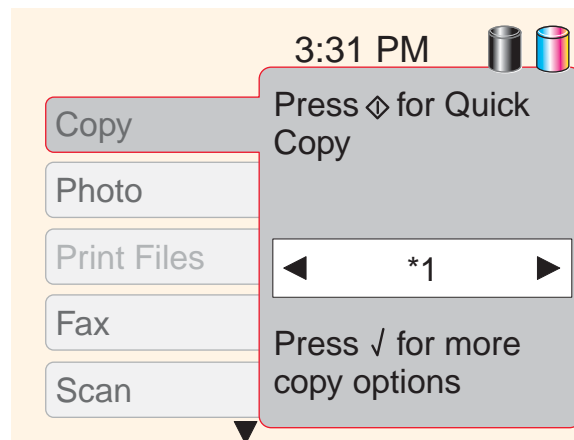 3:31 PM
Copy
Photo
Print Files
Fax
Scan
Press for Quick
Copy
*1
Press √ for more
copy options